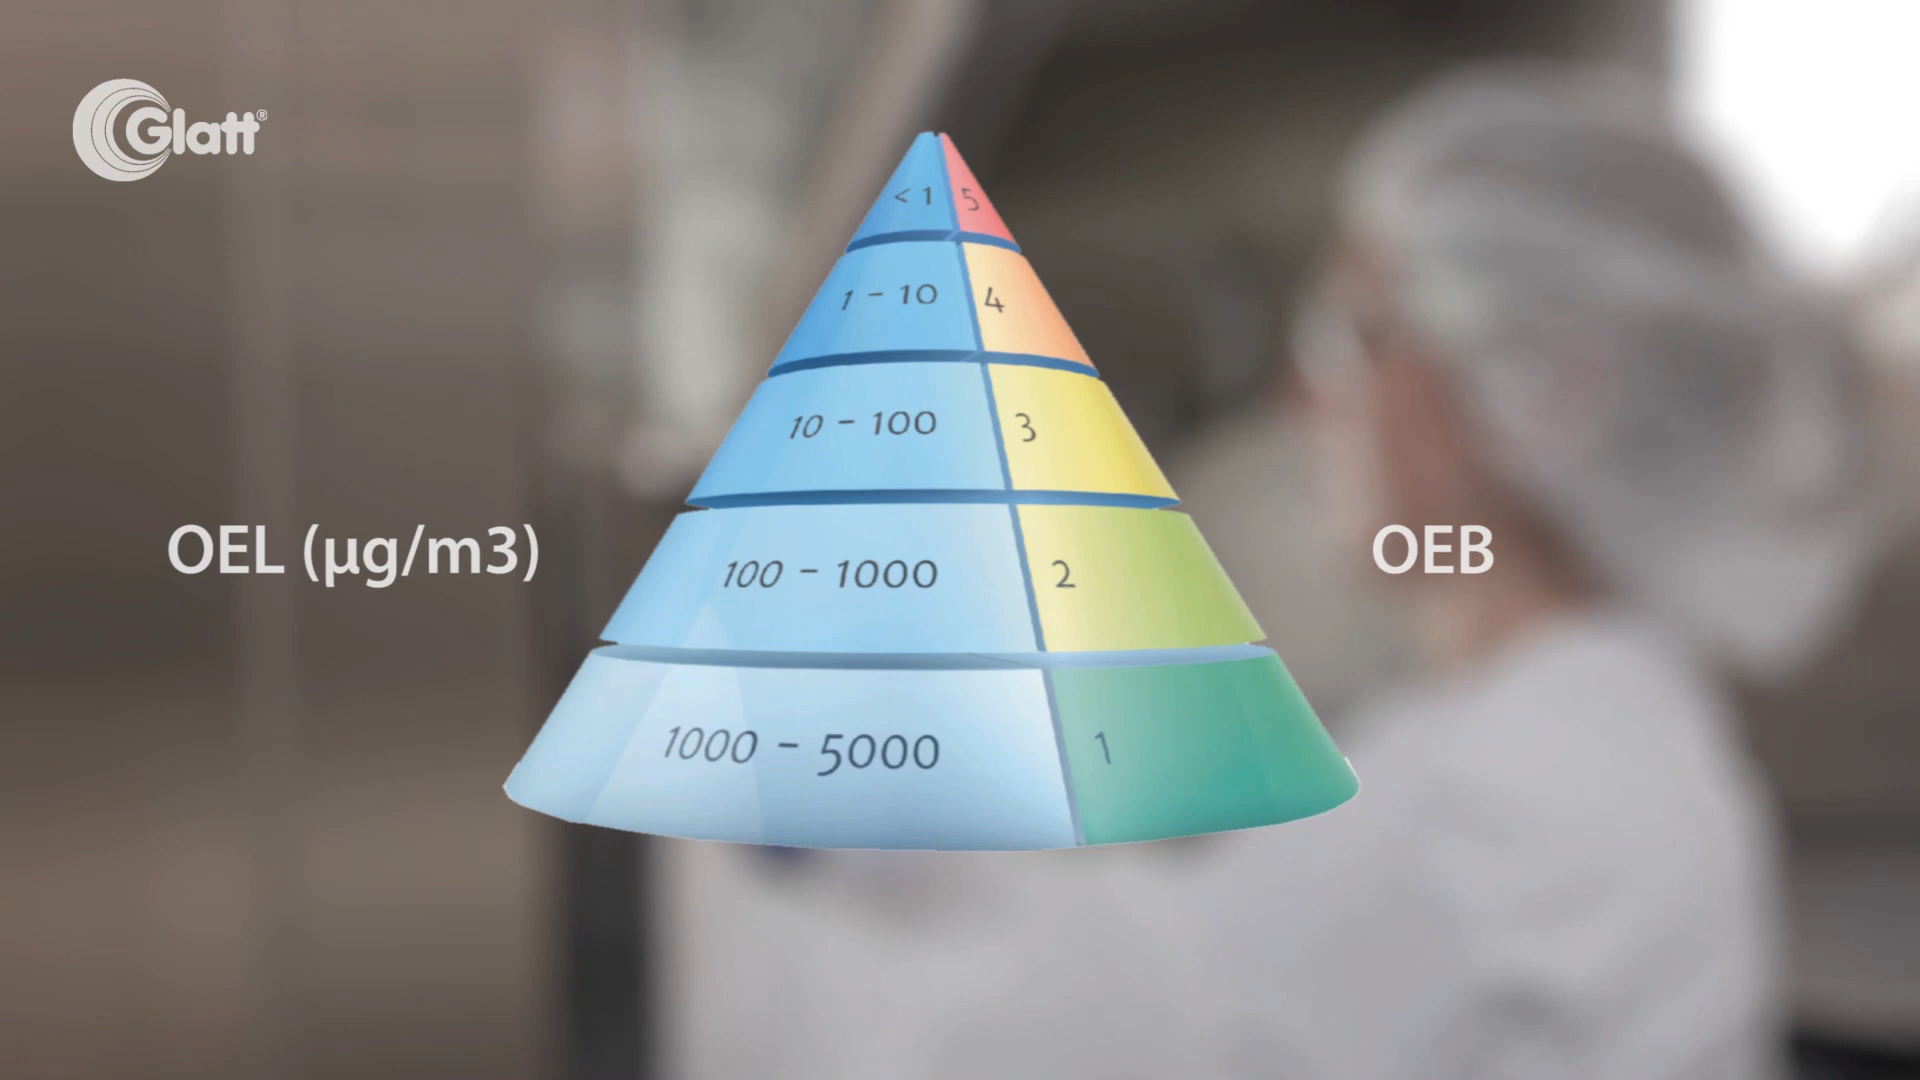 Glatt®
< 1 5
1 – 10 4
10 – 100 3
OEL (µg/m3)
OEB
100 – 1000 2
1000 – 5000 1